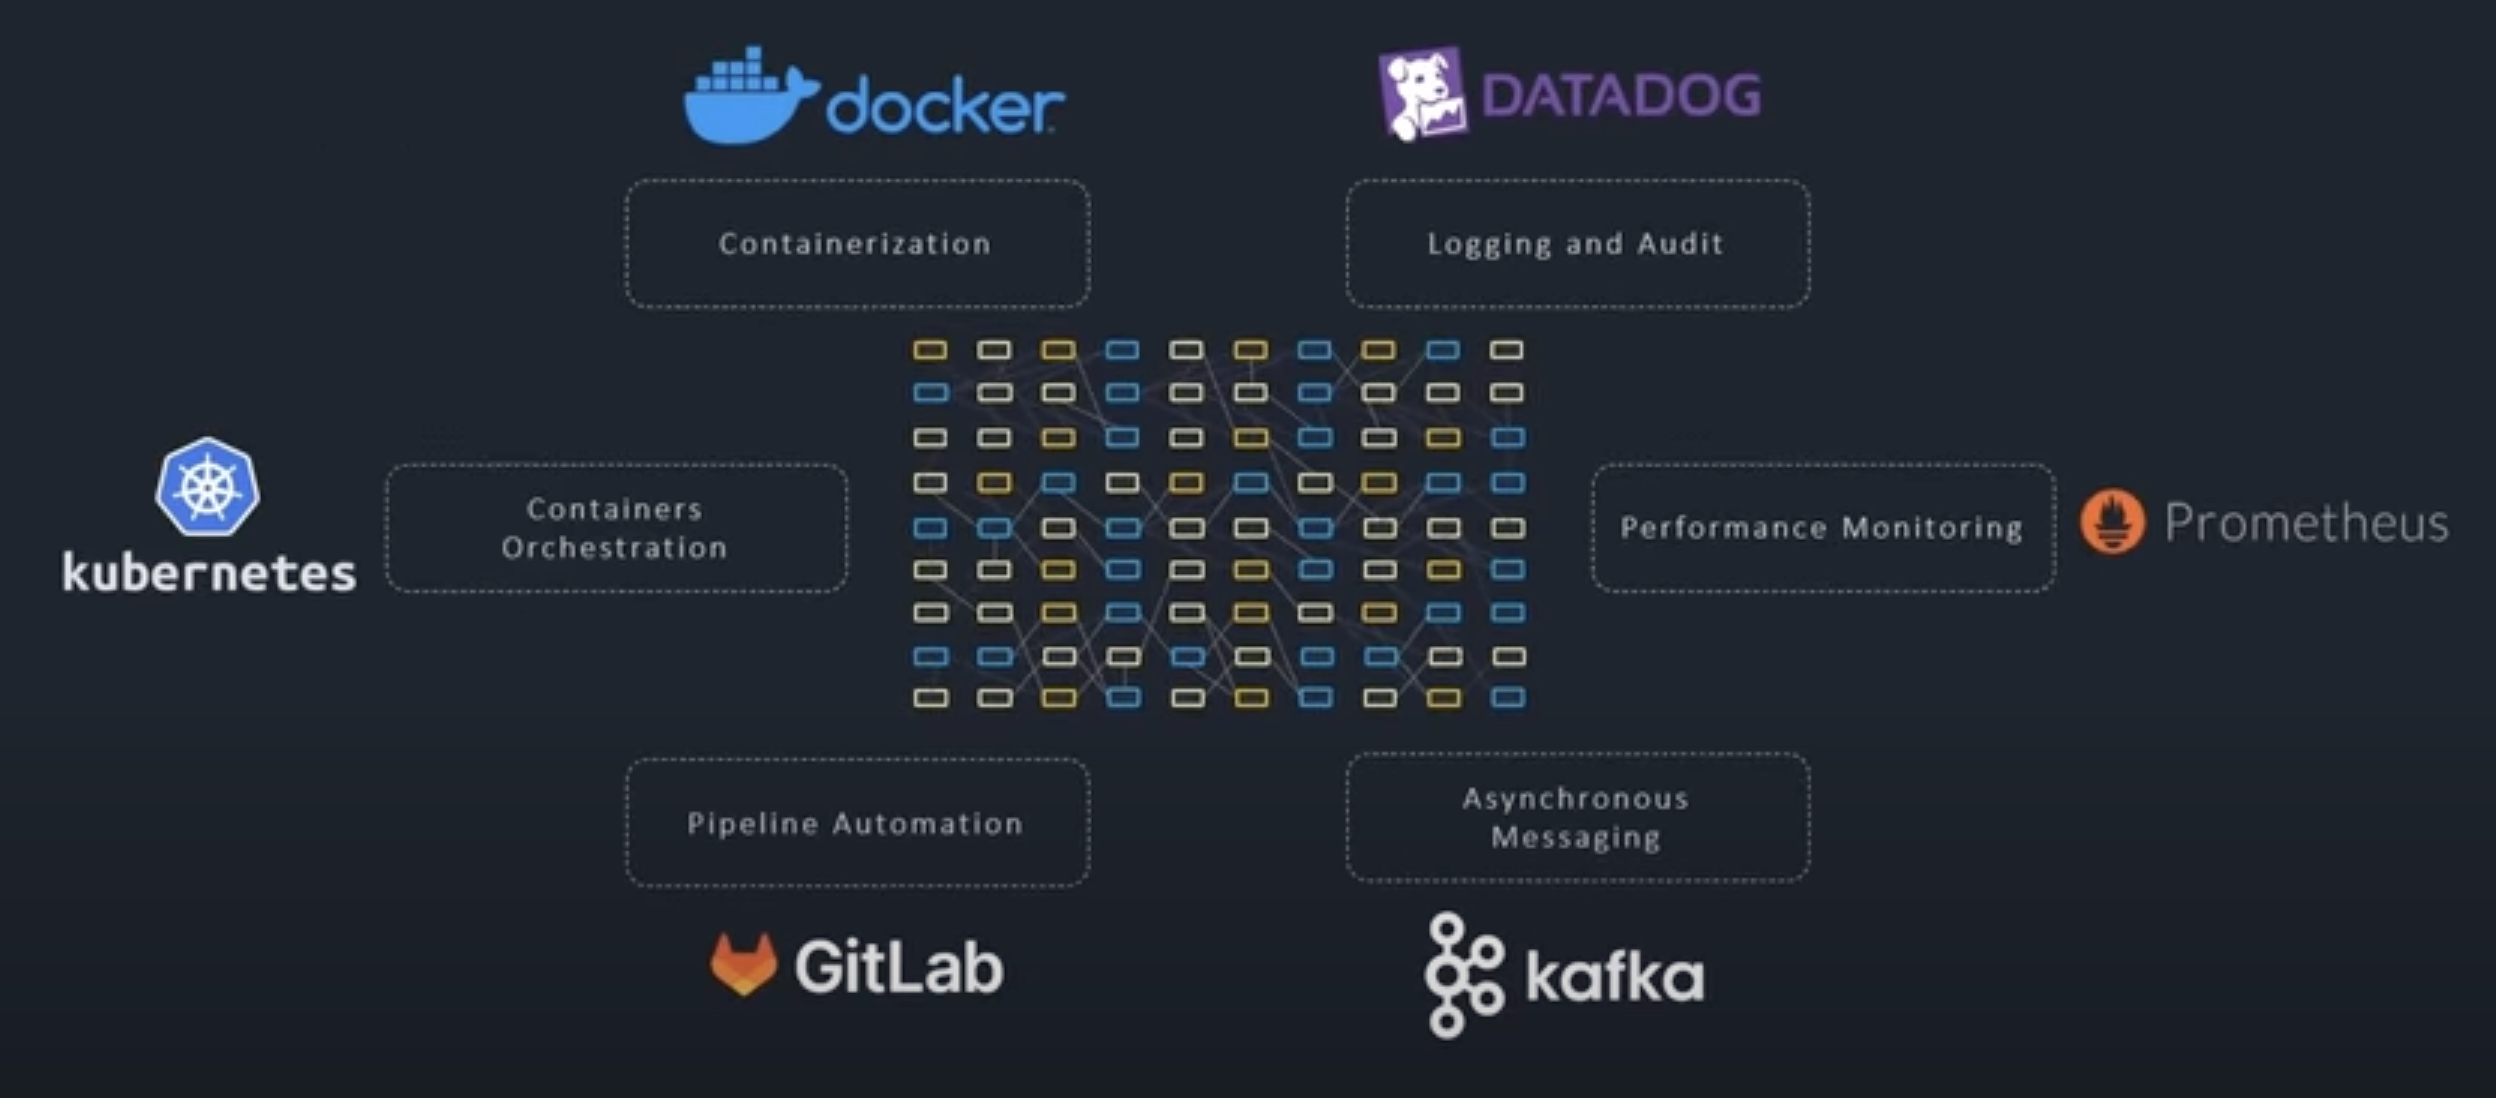 docker
DATADOG
Containerization
Logging and Audit
kubernetes
Containers
Orchestration
Performance Monitoring
Prometheus
Pipeline Automation
Asynchronous
Messaging
GitLab
kafka